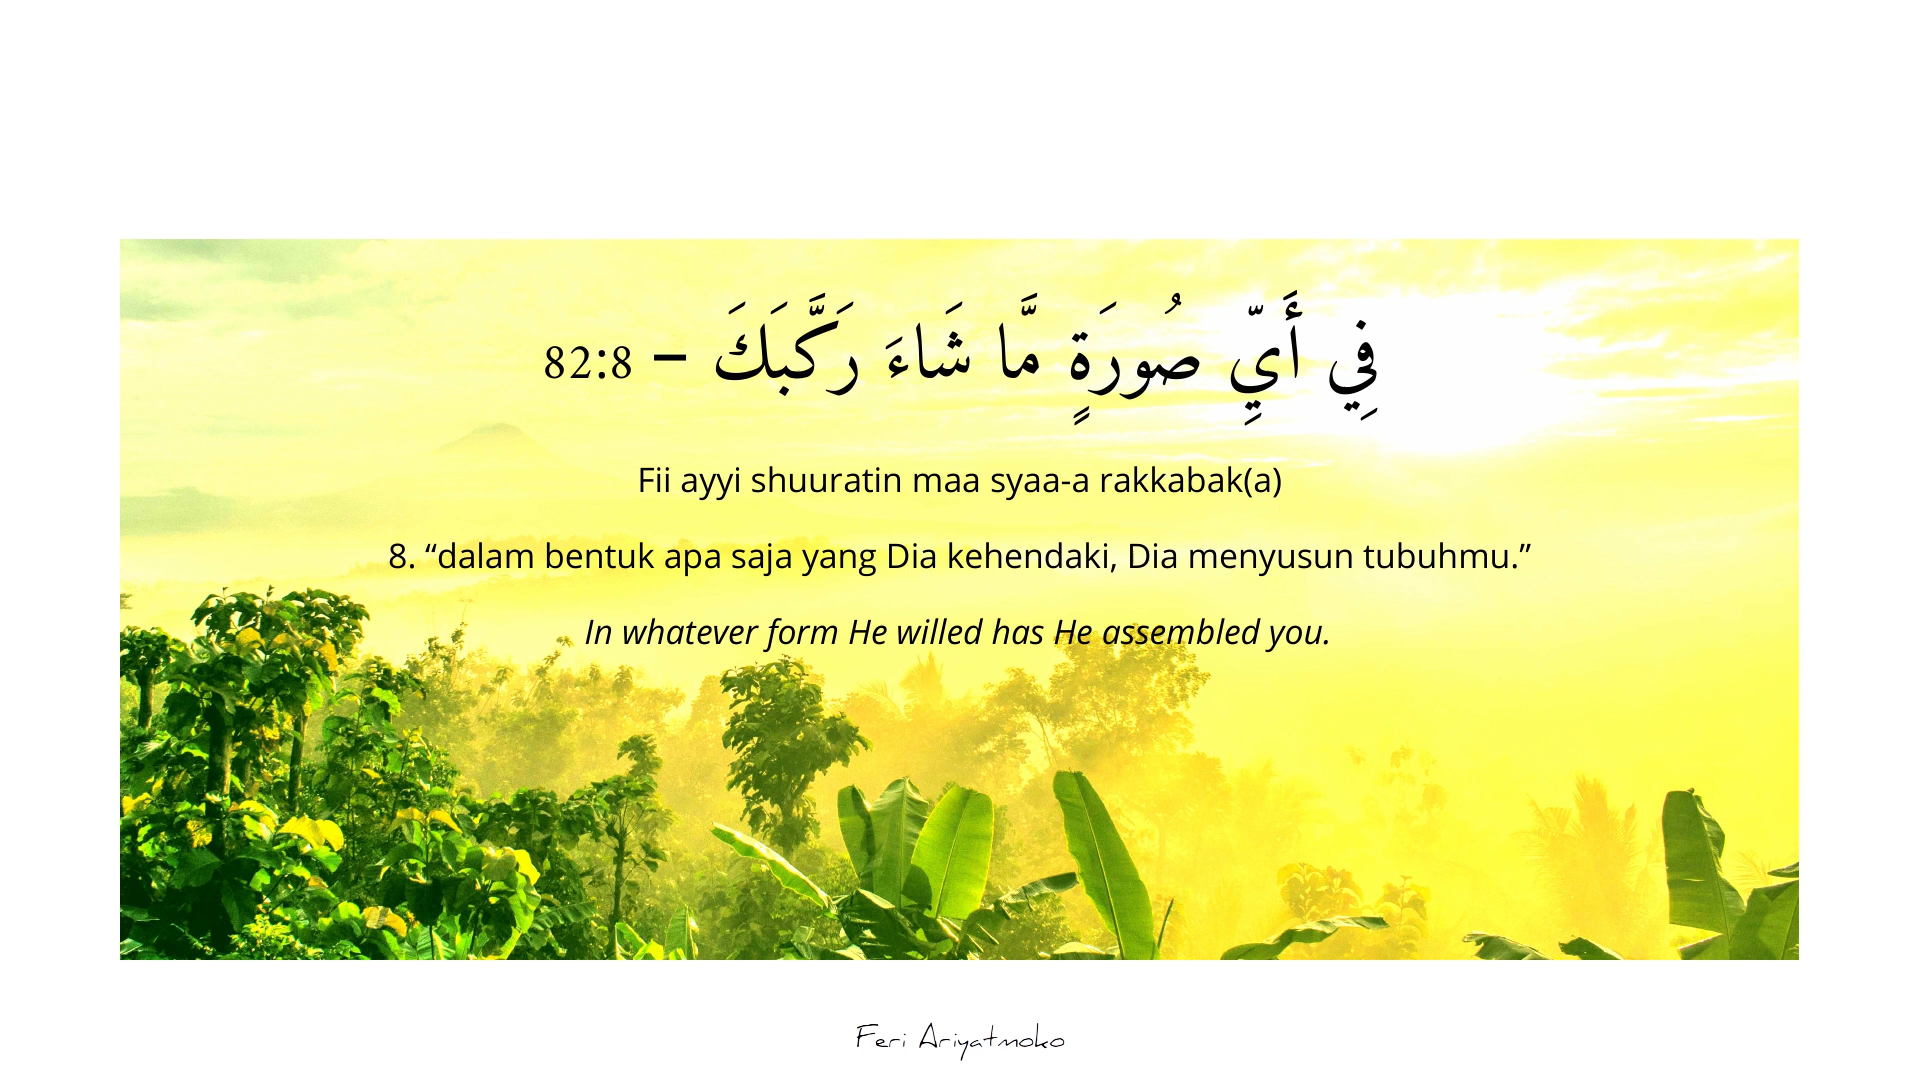 فِي أَيِّ صُورَةٍ مَّا شَاءَ رَكَّبَكَ – 82:8
Fii ayyi shuuratin maa syaa-a rakkabak(a)
8. “dalam bentuk apa saja yang Dia kehendaki, Dia menyusun tubuhmu.”
In whatever form He willed has He assembled you.
Feri Ariyatmoko